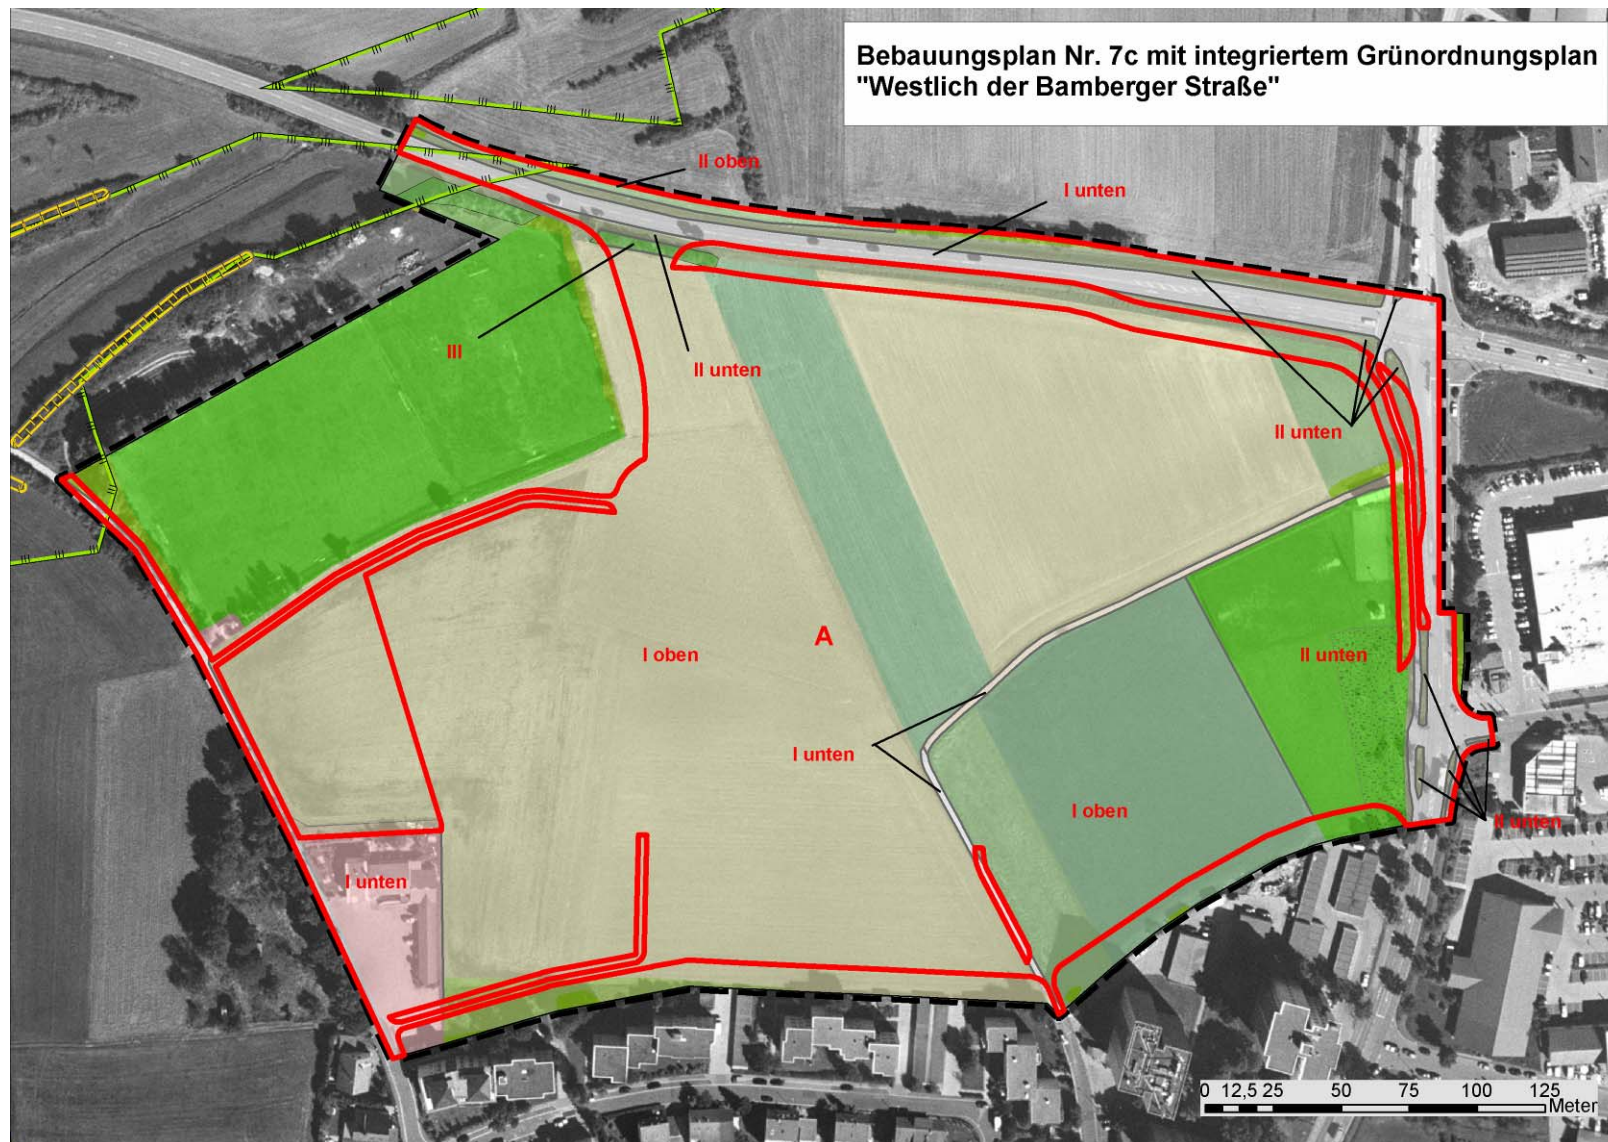 Bebauungsplan Nr. 7c mit integriertem Grünordnungsplan
"Westlich der Bamberger Straße"
II oben
I unten
III
II unten
II unten
A
I oben
II unten
I unten
I oben
II unten
I unten
0 12,5 25 50 75 100 125
Meter